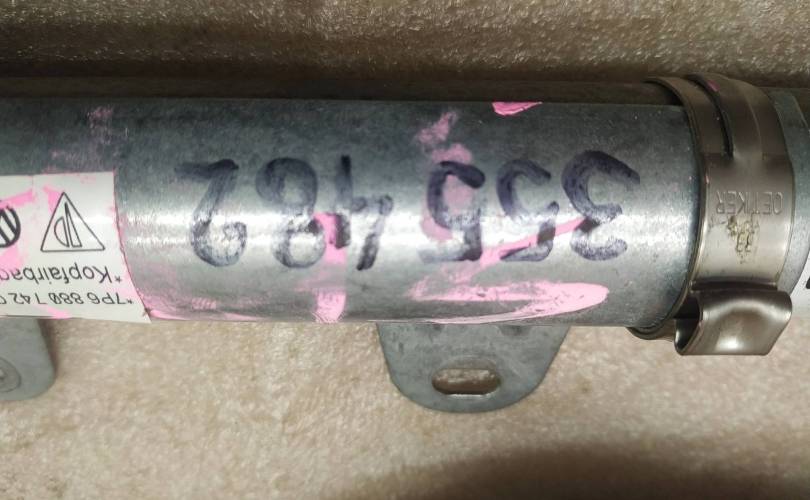 OETIKER
355 482
*7P6 880 742
*Kopfairbag